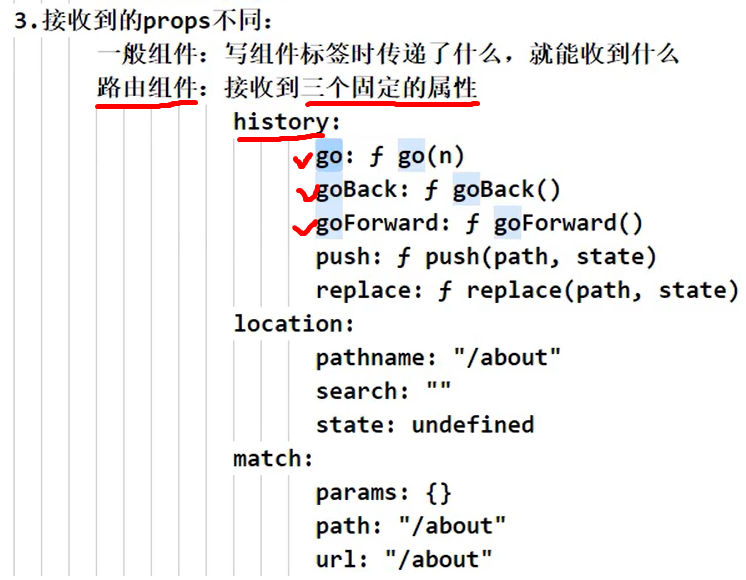 3.接收到的props不同：
一般组件：写组件标签时传递了什么，就能收到什么
路由组件：接收到三个固定的属性
history:
go: ƒ go(n)
goBack: ƒ goBack()
goForward: ƒ goForward()
push: ƒ push(path, state)
replace: ƒ replace(path, state)
location:
pathname: "/about"
search: ""
state: undefined
match:
params: {}
path: "/about"
url: "/about"